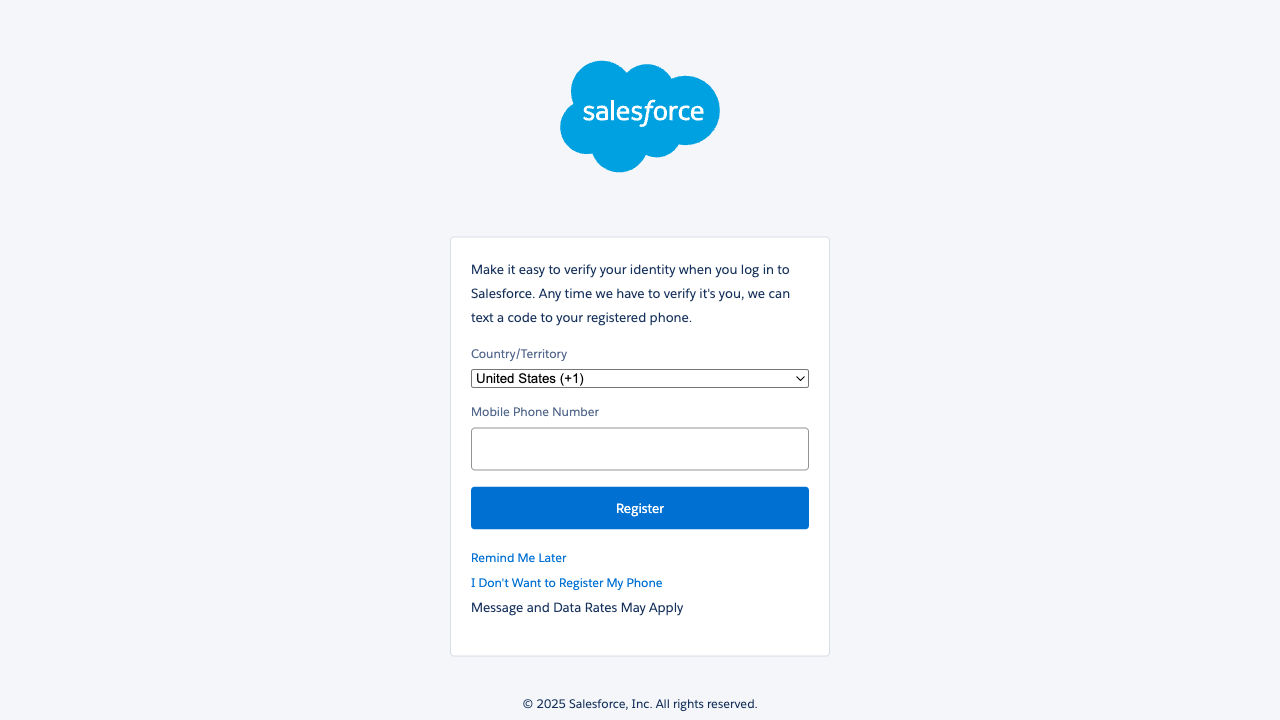 salesforce
Make it easy to verify your identity when you log in to
Salesforce. Any time we have to verify it's you, we can
text a code to your registered phone.
Country/Territory
United States (+1)
Mobile Phone Number
Register
Remind Me Later
I Don't Want to Register My Phone
Message and Data Rates May Apply
© 2025 Salesforce, Inc. All rights reserved.